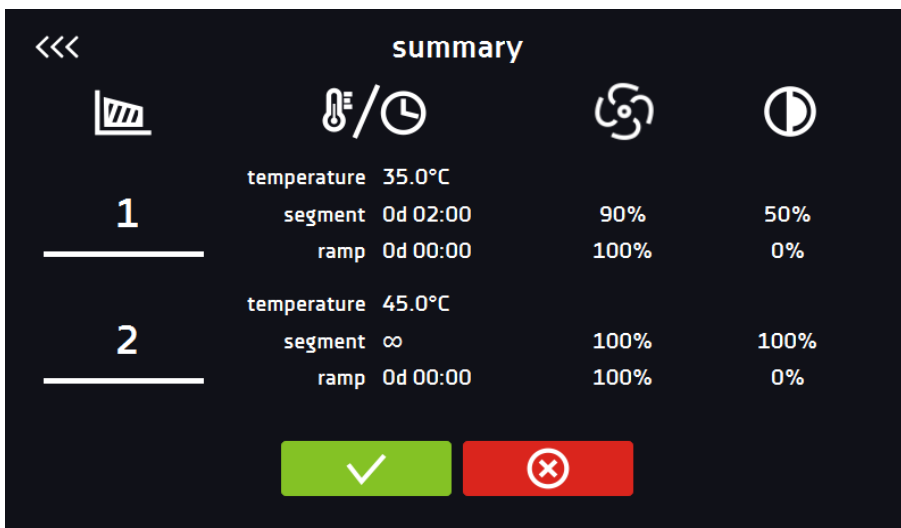 <<< summary
temperature 35.0°C
1 segment 0d 02:00 90% 50%
ramp 0d 00:00 100% 0%
temperature 45.0°C
2 segment ∞ 100% 100%
ramp 0d 00:00 100% 0%